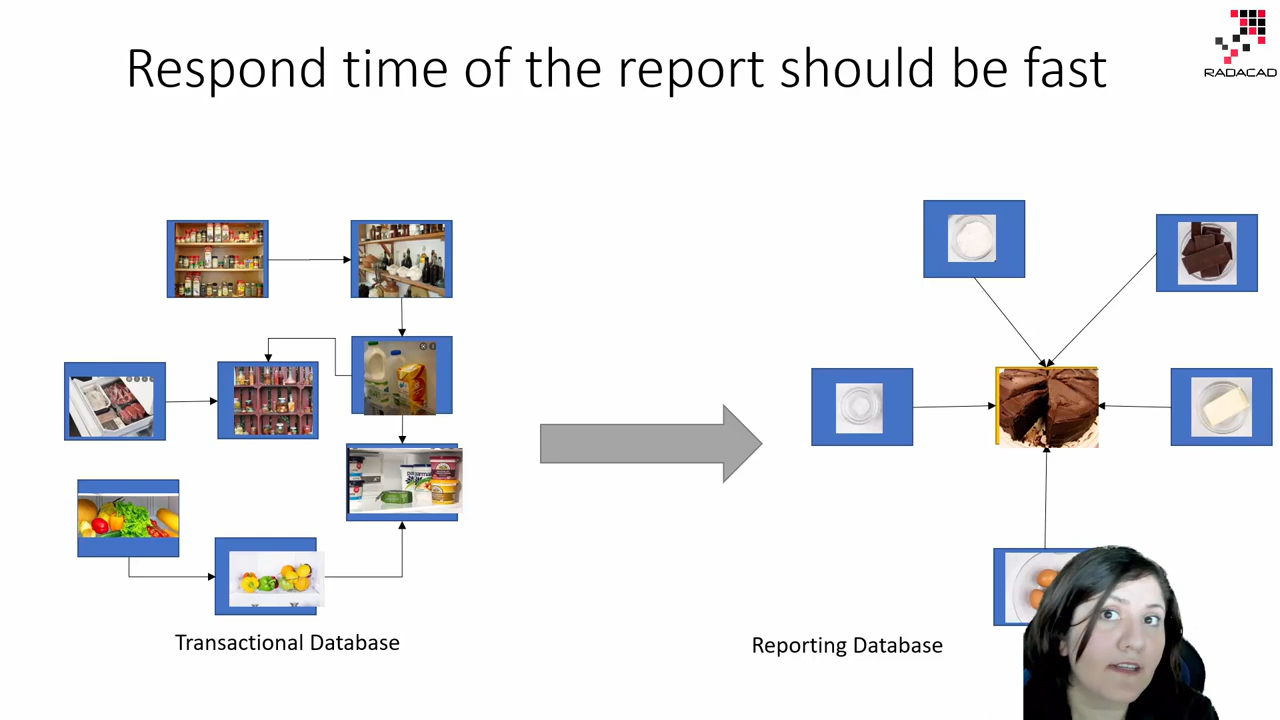 Respond time of the report should be fast
RADACAD
Transactional Database
Reporting Database